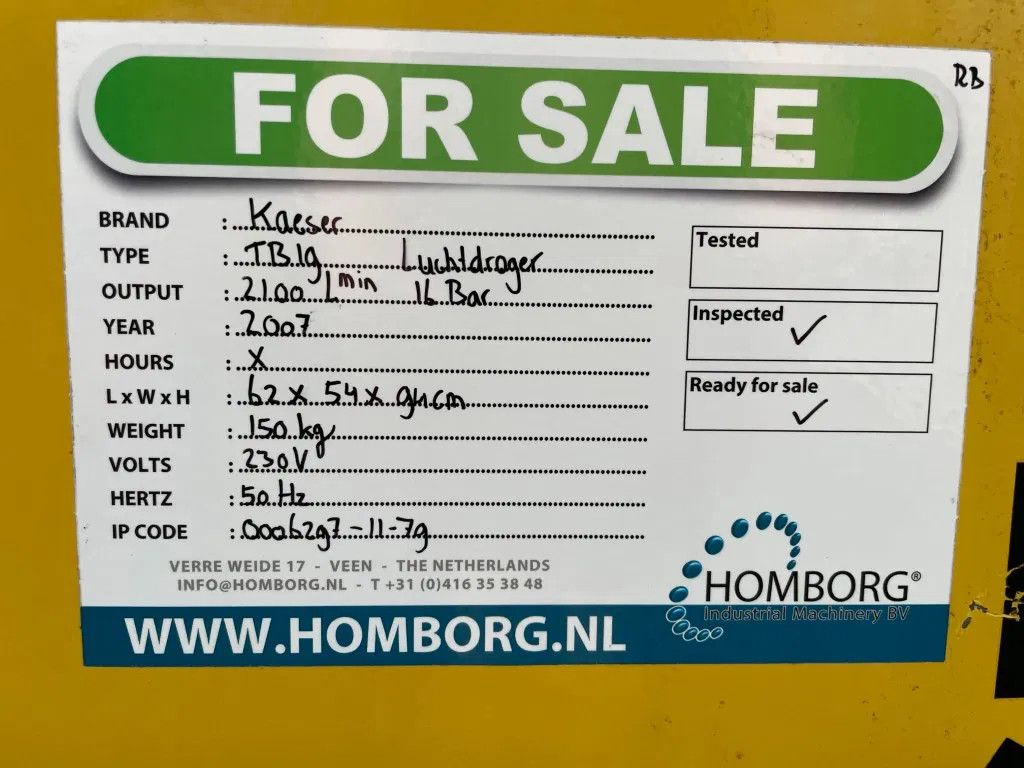 RB
FOR SALE
BRAND : Kaeser
TYPE : TB19 Luchtdroger
OUTPUT : 2100 L min 16 Bar
YEAR : 2007
HOURS : X
L x W x H : 62 x 54 x 94 cm
WEIGHT : 150 kg
VOLTS : 230V
HERTZ : 50 Hz
IP CODE : 0006297-11-79
Tested
Inspected ✓
Ready for sale ✓
VERRE WEIDE 17 - VEEN - THE NETHERLANDS
INFO@HOMBORG.NL - T +31 (0)416 35 38 48
HOMBORG®
Industrial Machinery BV
WWW.HOMBORG.NL